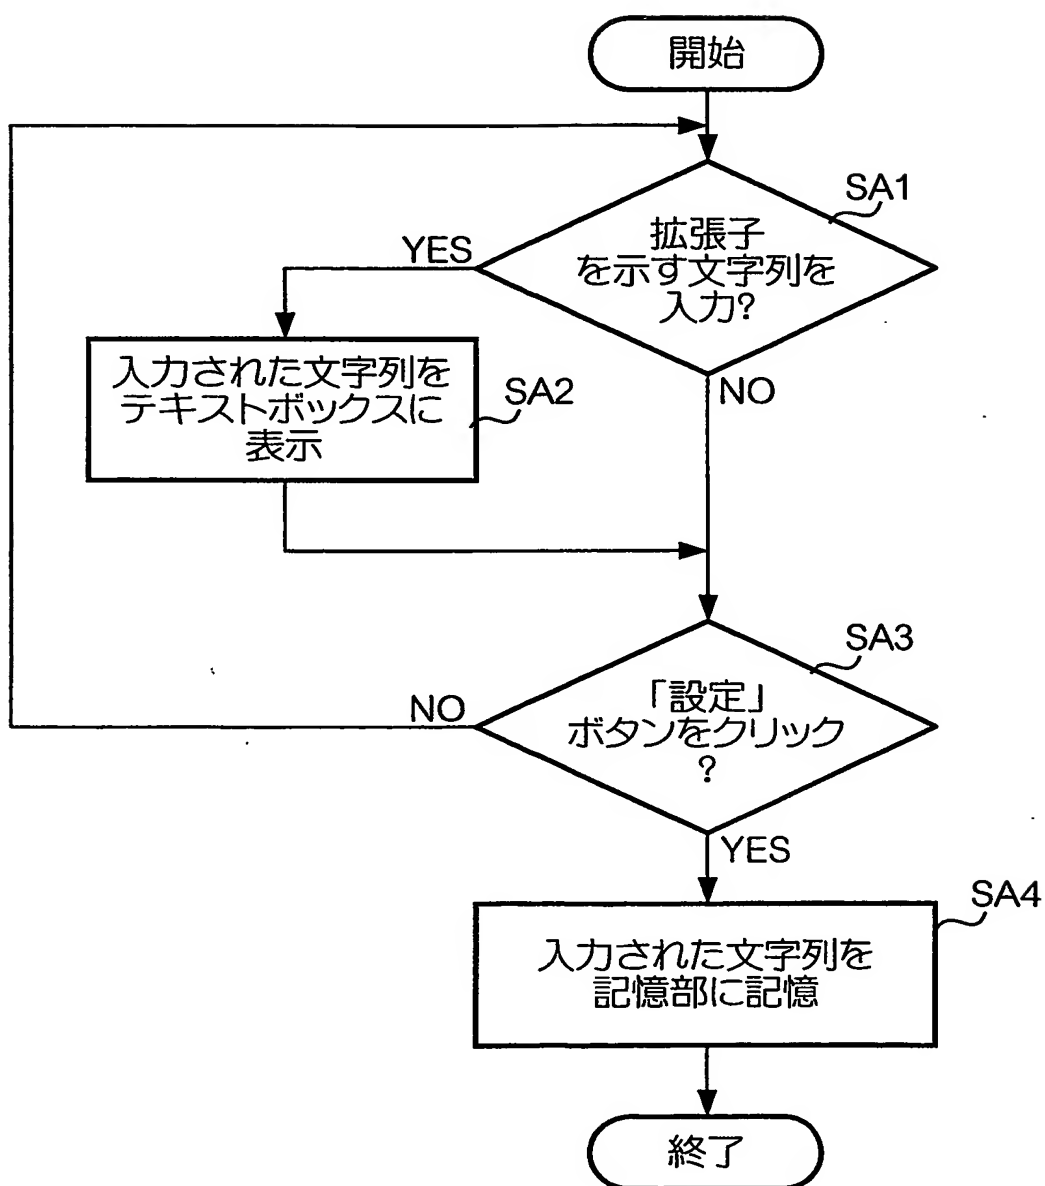 開始
SA1
拡張子
を示す文字列を
入力?
YES
NO
入力された文字列を
テキストボックスに
表示
SA2
SA3
「設定」
ボタンをクリック
?
NO
YES
SA4
入力された文字列を
記憶部に記憶
終了